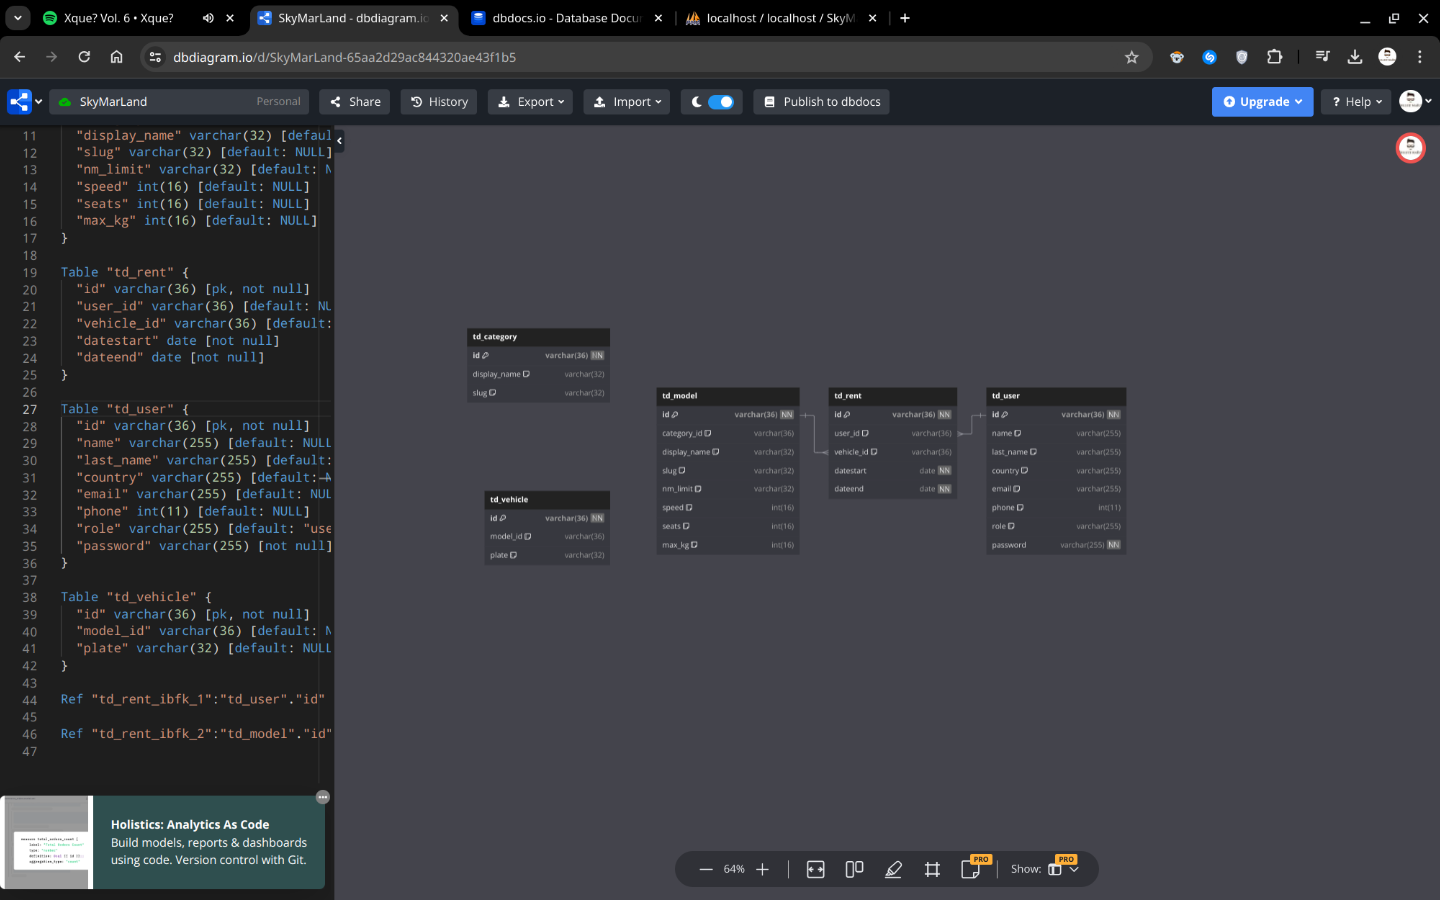 Xque? Vol. 6 • Xque?
SkyMarLand - dbdiagram.io
dbdocs.io - Database Docu
localhost / localhost / SkyM
dbdiagram.io/d/SkyMarLand-65aa2d29ac844320ae43f1b5
SkyMarLand
Personal
Share
History
Export
Import
Publish to dbdocs
Upgrade
? Help
11 "display_name" varchar(32) [defaul
12 "slug" varchar(32) [default: NULL]
13 "nm_limit" varchar(32) [default: N
14 "speed" int(16) [default: NULL]
15 "seats" int(16) [default: NULL]
16 "max_kg" int(16) [default: NULL]
17 }
18
19 Table "td_rent" {
20 "id" varchar(36) [pk, not null]
21 "user_id" varchar(36) [default: NU
22 "vehicle_id" varchar(36) [default:
23 "datestart" date [not null]
24 "dateend" date [not null]
25 }
26
27 Table "td_user" {
28 "id" varchar(36) [pk, not null]
29 "name" varchar(255) [default: NULL
30 "last_name" varchar(255) [default:
31 "country" varchar(255) [default: N
32 "email" varchar(255) [default: NUL
33 "phone" int(11) [default: NULL]
34 "role" varchar(255) [default: "use
35 "password" varchar(255) [not null]
36 }
37
38 Table "td_vehicle" {
39 "id" varchar(36) [pk, not null]
40 "model_id" varchar(36) [default: N
41 "plate" varchar(32) [default: NULL
42 }
43
44 Ref "td_rent_ibfk_1":"td_user"."id"
45
46 Ref "td_rent_ibfk_2":"td_model"."id"
47
td_category
id varchar(36) NN
display_name varchar(32)
slug varchar(32)
td_vehicle
id varchar(36) NN
model_id varchar(36)
plate varchar(32)
td_model
id varchar(36) NN
category_id varchar(36)
display_name varchar(32)
slug varchar(32)
nm_limit varchar(32)
speed int(16)
seats int(16)
max_kg int(16)
td_rent
id varchar(36) NN
user_id varchar(36)
vehicle_id varchar(36)
datestart date NN
dateend date NN
td_user
id varchar(36) NN
name varchar(255)
last_name varchar(255)
country varchar(255)
email varchar(255)
phone int(11)
role varchar(255)
password varchar(255) NN
Holistics: Analytics As Code
Build models, reports & dashboards
using code. Version control with Git.
64%
PRO
Show:
PRO